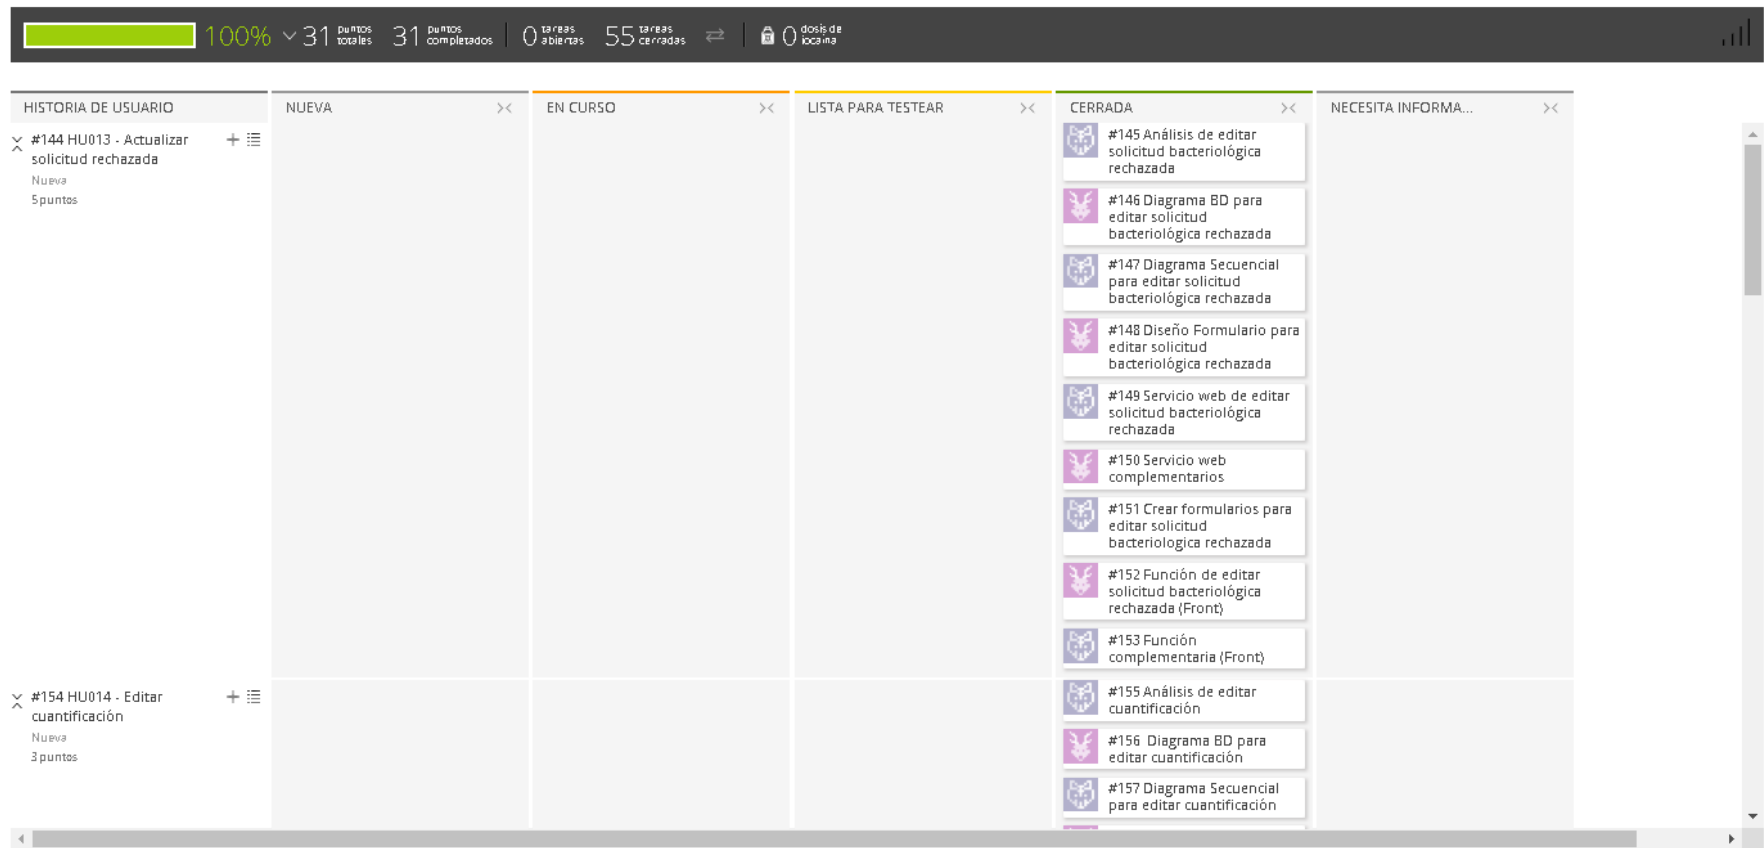 100% 31 puntos totales 31 puntos completados 0 tareas abiertas 55 tareas cerradas 0 dosis de iocaína
HISTORIA DE USUARIO NUEVA EN CURSO LISTA PARA TESTEAR CERRADA NECESITA INFORMA...
#144 HU013 - Actualizar
solicitud rechazada
Nueva
5 puntos
#145 Análisis de editar
solicitud bacteriológica
rechazada
#146 Diagrama BD para
editar solicitud
bacteriológica rechazada
#147 Diagrama Secuencial
para editar solicitud
bacteriológica rechazada
#148 Diseño Formulario para
editar solicitud
bacteriológica rechazada
#149 Servicio web de editar
solicitud bacteriológica
rechazada
#150 Servicio web
complementarios
#151 Crear formularios para
editar solicitud
bacteriologica rechazada
#152 Función de editar
solicitud bacteriológica
rechazada (Front)
#153 Función
complementaria (Front)
#154 HU014 - Editar
cuantificación
Nueva
3 puntos
#155 Análisis de editar
cuantificación
#156 Diagrama BD para
editar cuantificación
#157 Diagrama Secuencial
para editar cuantificación